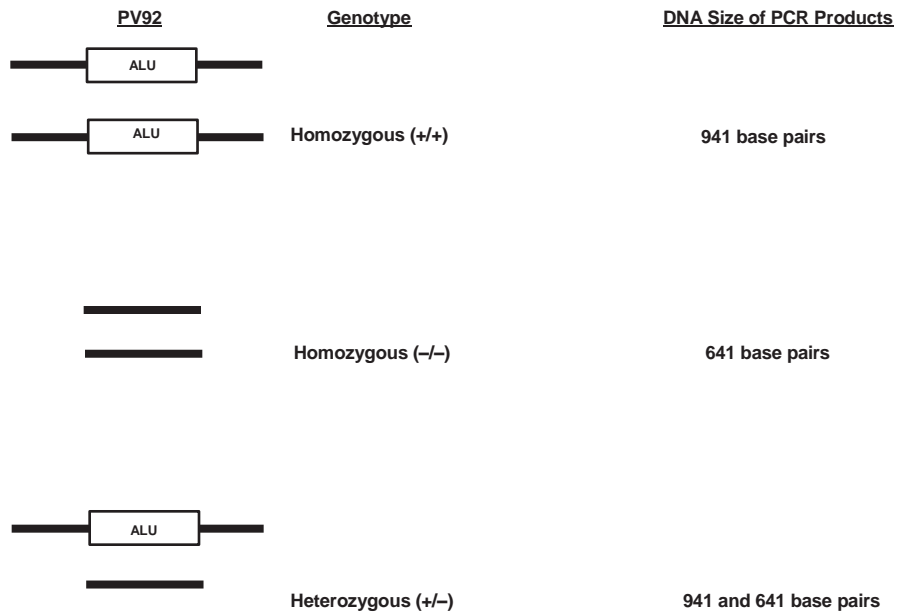 PV92 Genotype DNA Size of PCR Products
ALU
ALU Homozygous (+/+) 941 base pairs
Homozygous (–/–) 641 base pairs
ALU
Heterozygous (+/–) 941 and 641 base pairs